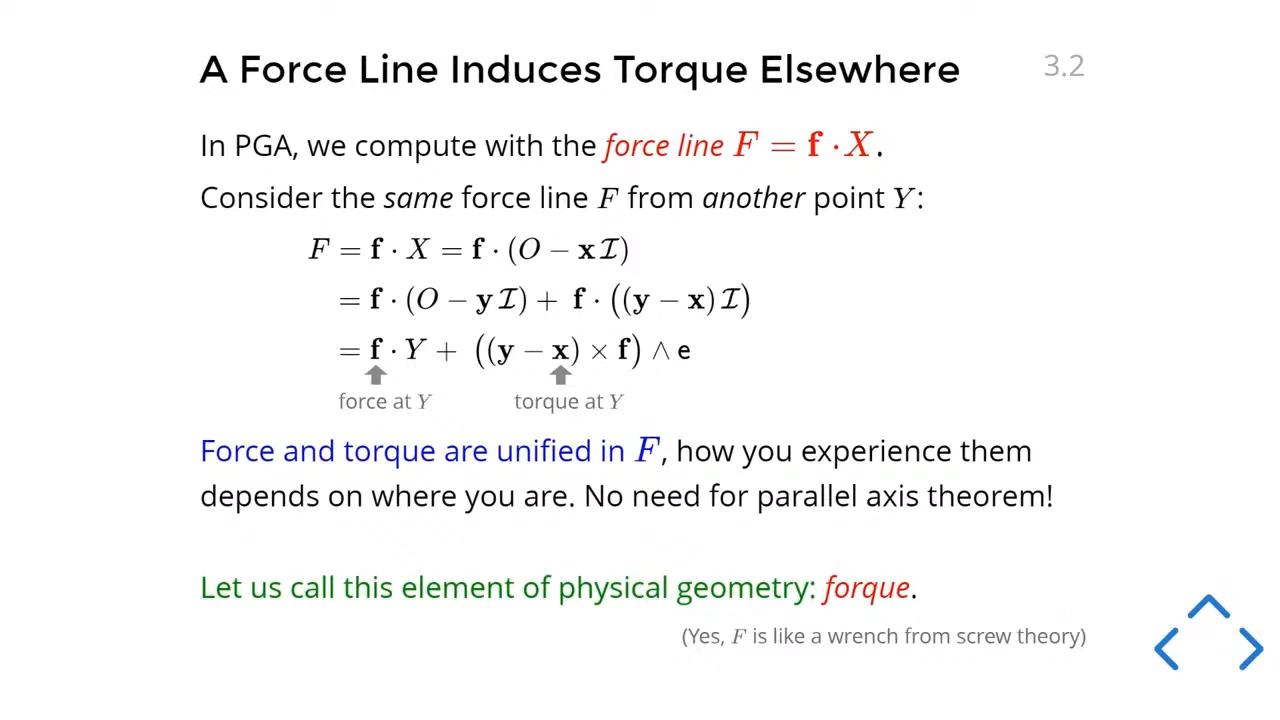 A Force Line Induces Torque Elsewhere 3.2
In PGA, we compute with the force line F = f · X.
Consider the same force line F from another point Y:
F = f · X = f · (O − x𝓘)
= f · (O − y𝓘) + f · ((y − x)𝓘)
= f · Y + ((y − x) × f) ∧ e
force at Y torque at Y
Force and torque are unified in F, how you experience them
depends on where you are. No need for parallel axis theorem!
Let us call this element of physical geometry: forque.
(Yes, F is like a wrench from screw theory)